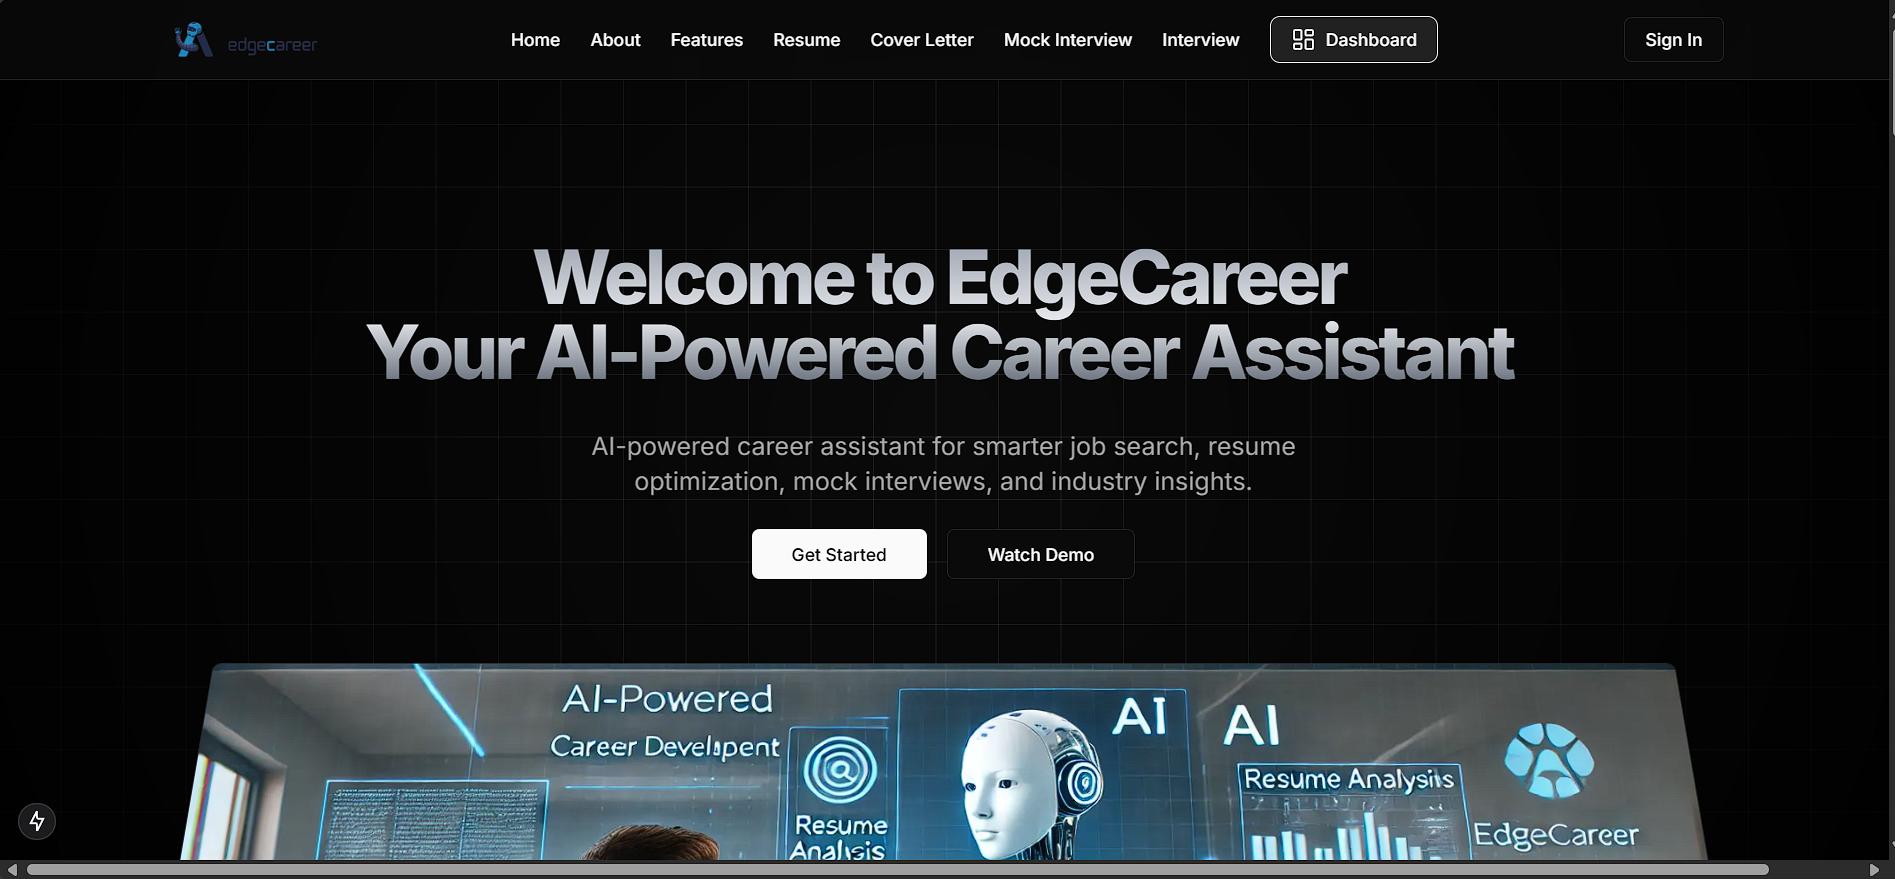 edgecareer
Home
About
Features
Resume
Cover Letter
Mock Interview
Interview
Dashboard
Sign In
Welcome to EdgeCareer
Your AI-Powered Career Assistant
AI-powered career assistant for smarter job search, resume
optimization, mock interviews, and industry insights.
Get Started
Watch Demo
AI-Powered
Career Develıpent
Resume
Analysis
AI
AI
Resume Analysis
EdgeCareer